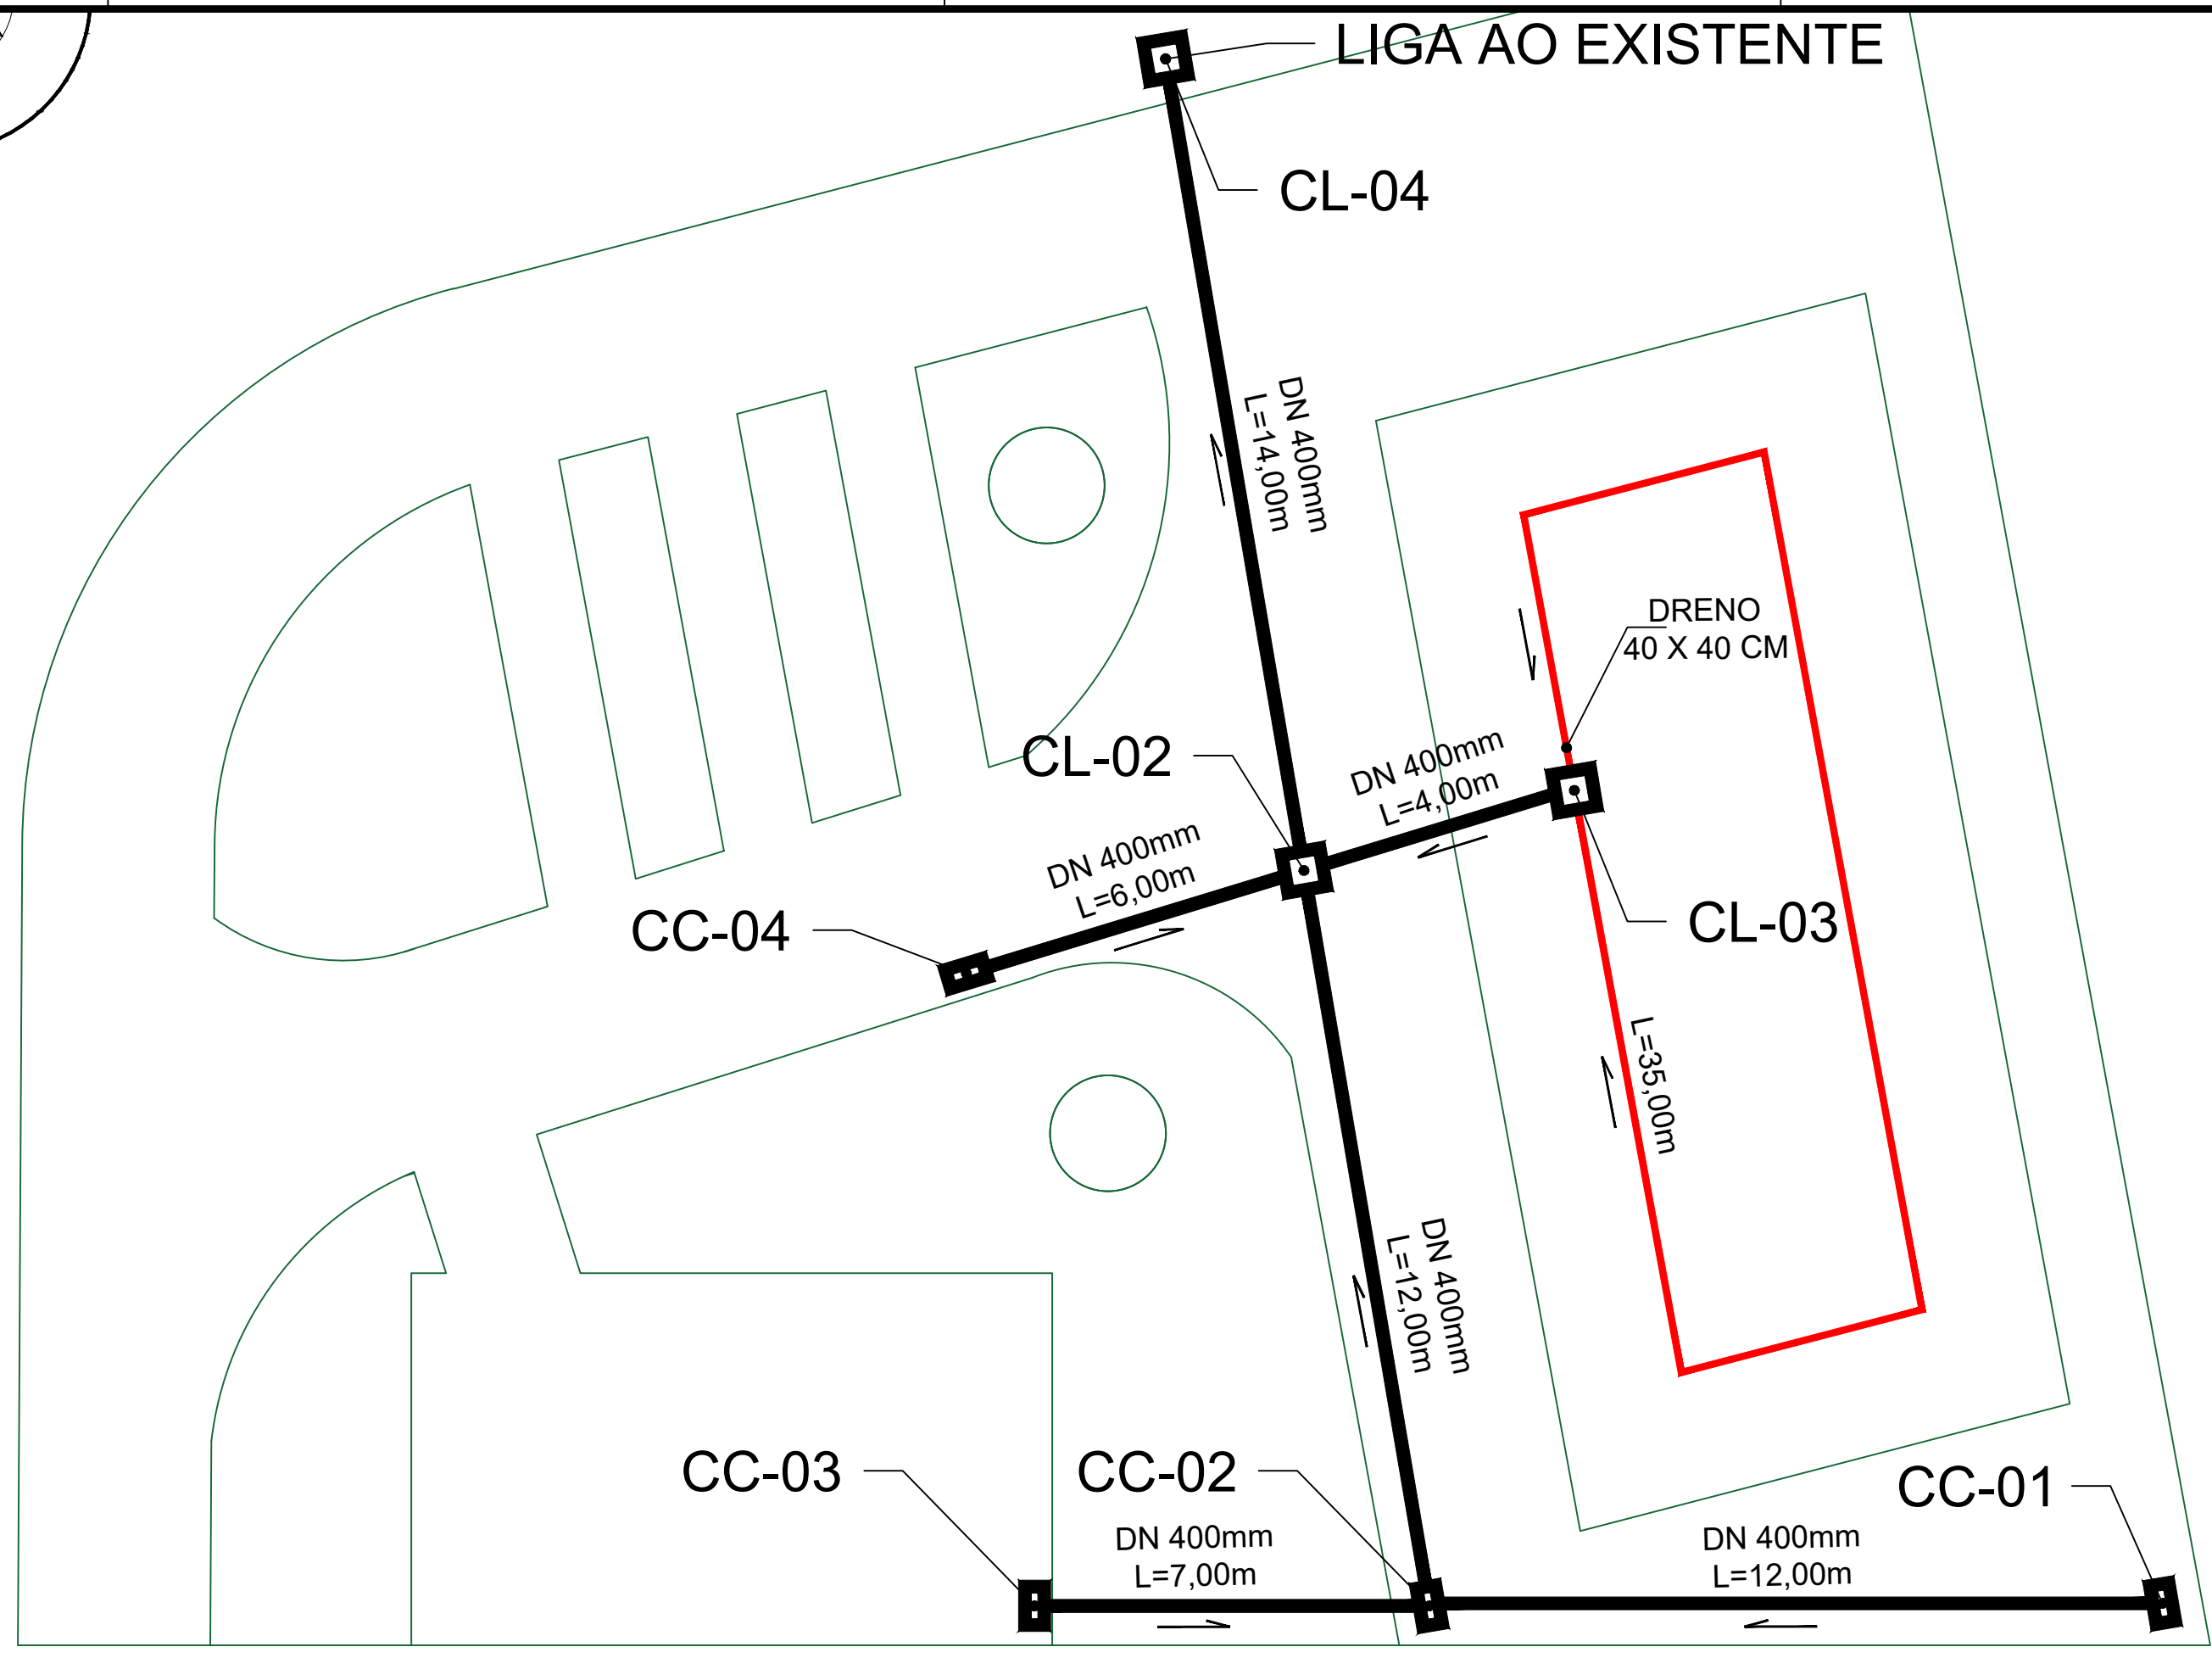 LIGA AO EXISTENTE
CL-04
DN 400mm
L=14,00m
DRENO
40 X 40 CM
CL-02
DN 400mm
L=4,00m
DN 400mm
L=6,00m
CC-04
CL-03
L=35,00m
DN 400mm
L=12,00m
CC-03
CC-02
CC-01
DN 400mm
L=7,00m
DN 400mm
L=12,00m